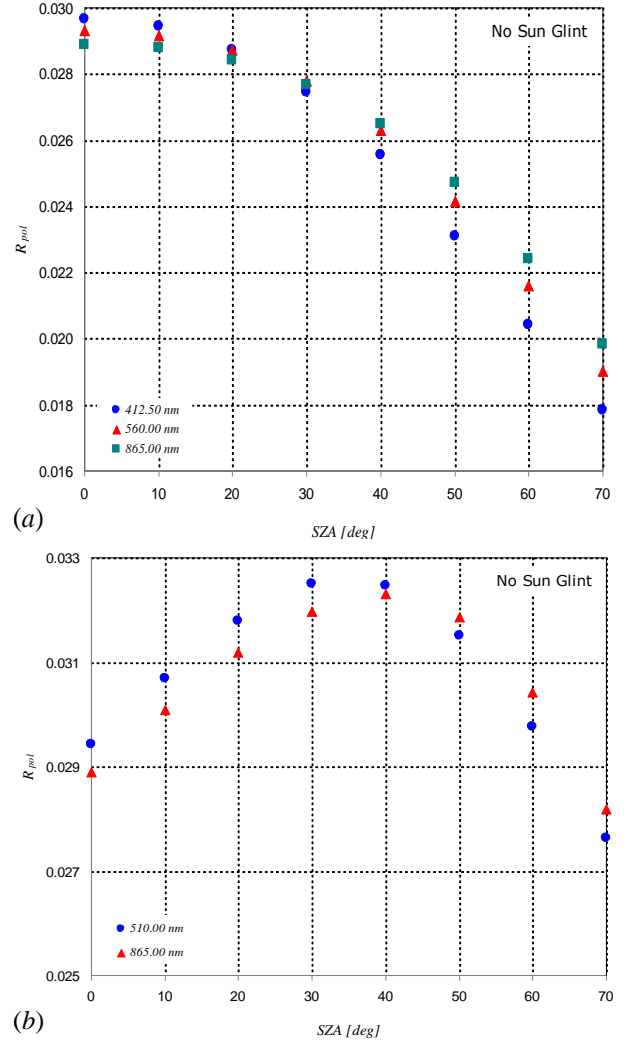 0.030
No Sun Glint
0.028
0.026
0.024
R pol
0.022
0.020
412.50 nm
0.018
560.00 nm
865.00 nm
0.016
0 10 20 30 40 50 60 70
(a)
SZA [deg]
0.033
No Sun Glint
0.031
R pol
0.029
0.027
510.00 nm
865.00 nm
0.025
0 10 20 30 40 50 60 70
(b)
SZA [deg]